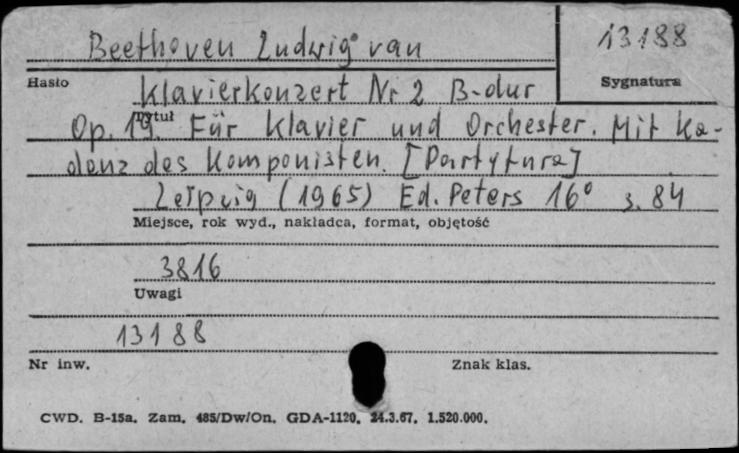 Beethoven Ludwig van
13188
Hasło
Sygnatura
Klavierkonzert Nr 2 B-dur
Tytuł
Op. 19. Für Klavier und Orchester. Mit Ka-
denz des Komponisten. [Partytura]
Leipzig (1965) Ed. Peters 16° s. 84
Miejsce, rok wyd., nakładca, format, objętość
3816
Uwagi
13188
Nr inw.
Znak klas.
CWD. B-15a. Zam. 485/Dw/On. GDA-1120. 24.3.67. 1.520.000.